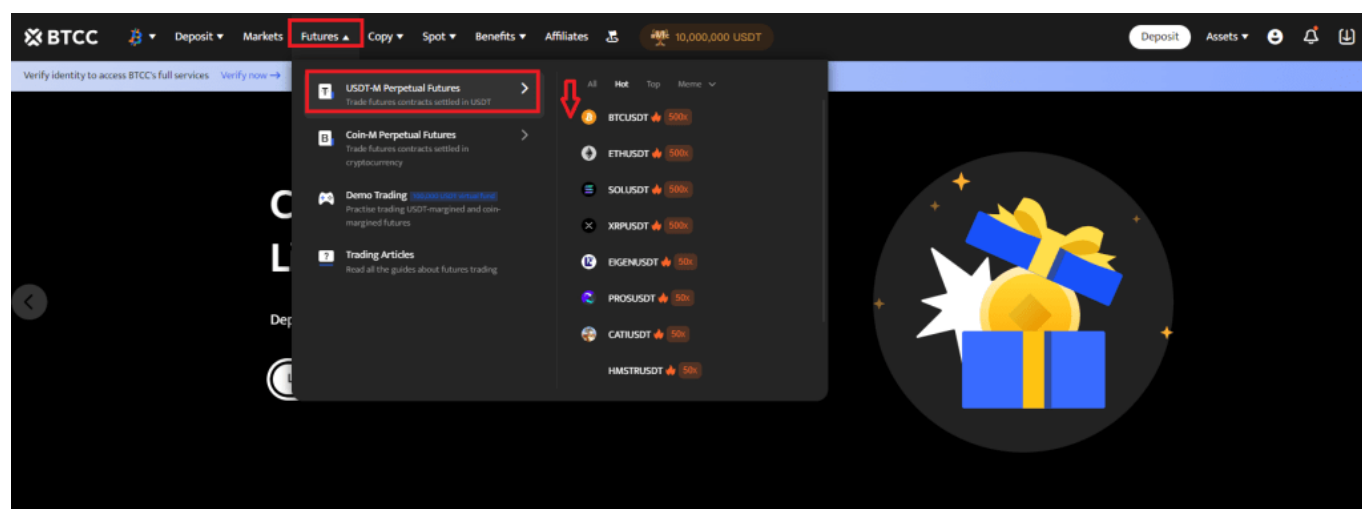 BTCC
Deposit
Markets
Futures
Copy
Spot
Benefits
Affiliates
10,000,000 USDT
Deposit
Assets
Verify identity to access BTCC's full services Verify now →
USDT-M Perpetual Futures
Trade futures contracts settled in USDT
Coin-M Perpetual Futures
Trade futures contracts settled in
cryptocurrency
Demo Trading
Practise trading USDT-margined and coin-
margined futures
Trading Articles
Read all the guides about futures trading
All Hot Top Meme
BTCUSDT 500x
ETHUSDT 500x
SOLUSDT 500x
XRPUSDT 500x
EIGENUSDT 50x
PROSUSDT 50x
CATIUSDT 50x
HMSTRUSDT 50x
C
L
Dep